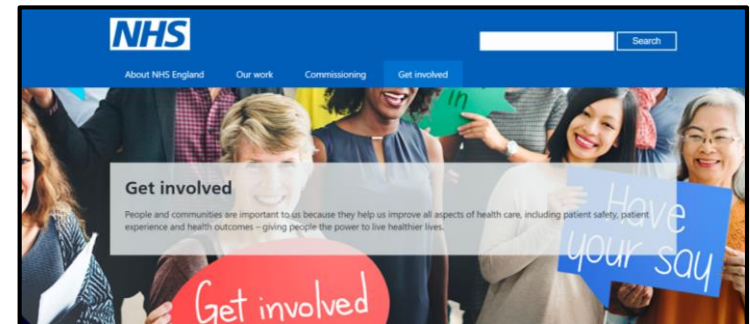 NHS
Search
About NHS England Our work Commissioning Get involved
in
Get involved
People and communities are important to us because they help us improve all aspects of health care, including patient safety, patient
experience and health outcomes – giving people the power to live healthier lives.
Have
your say
Get involved